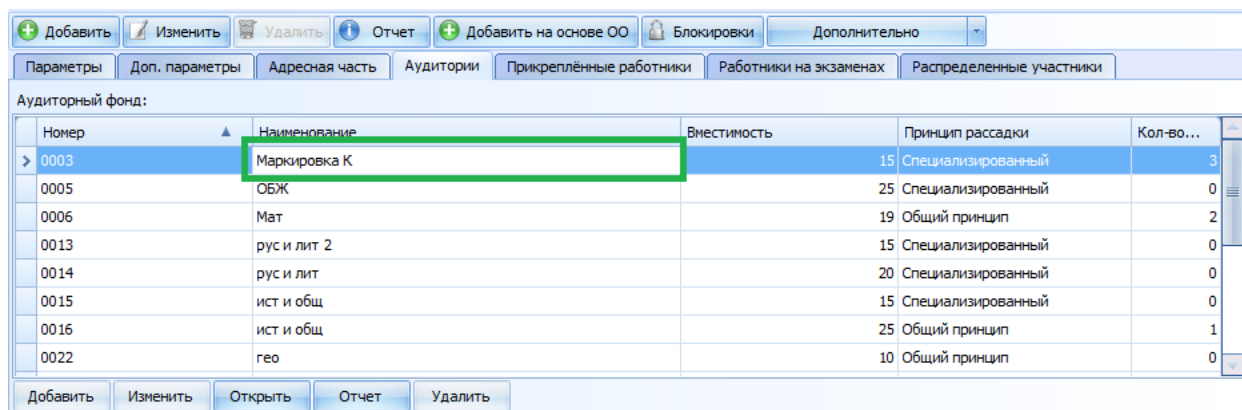 Добавить Изменить Удалить Отчет Добавить на основе ОО Блокировки Дополнительно
Параметры Доп. параметры Адресная часть Аудитории Прикреплённые работники Работники на экзаменах Распределенные участники
Аудиторный фонд:
Номер Наименование Вместимость Принцип рассадки Кол-во...
0003 Маркировка К 15 Специализированный 3
0005 ОБЖ 25 Специализированный 0
0006 Мат 19 Общий принцип 2
0013 рус и лит 2 15 Специализированный 0
0014 рус и лит 20 Специализированный 0
0015 ист и общ 15 Специализированный 0
0016 ист и общ 25 Общий принцип 1
0022 гео 10 Общий принцип 0
Добавить Изменить Открыть Отчет Удалить